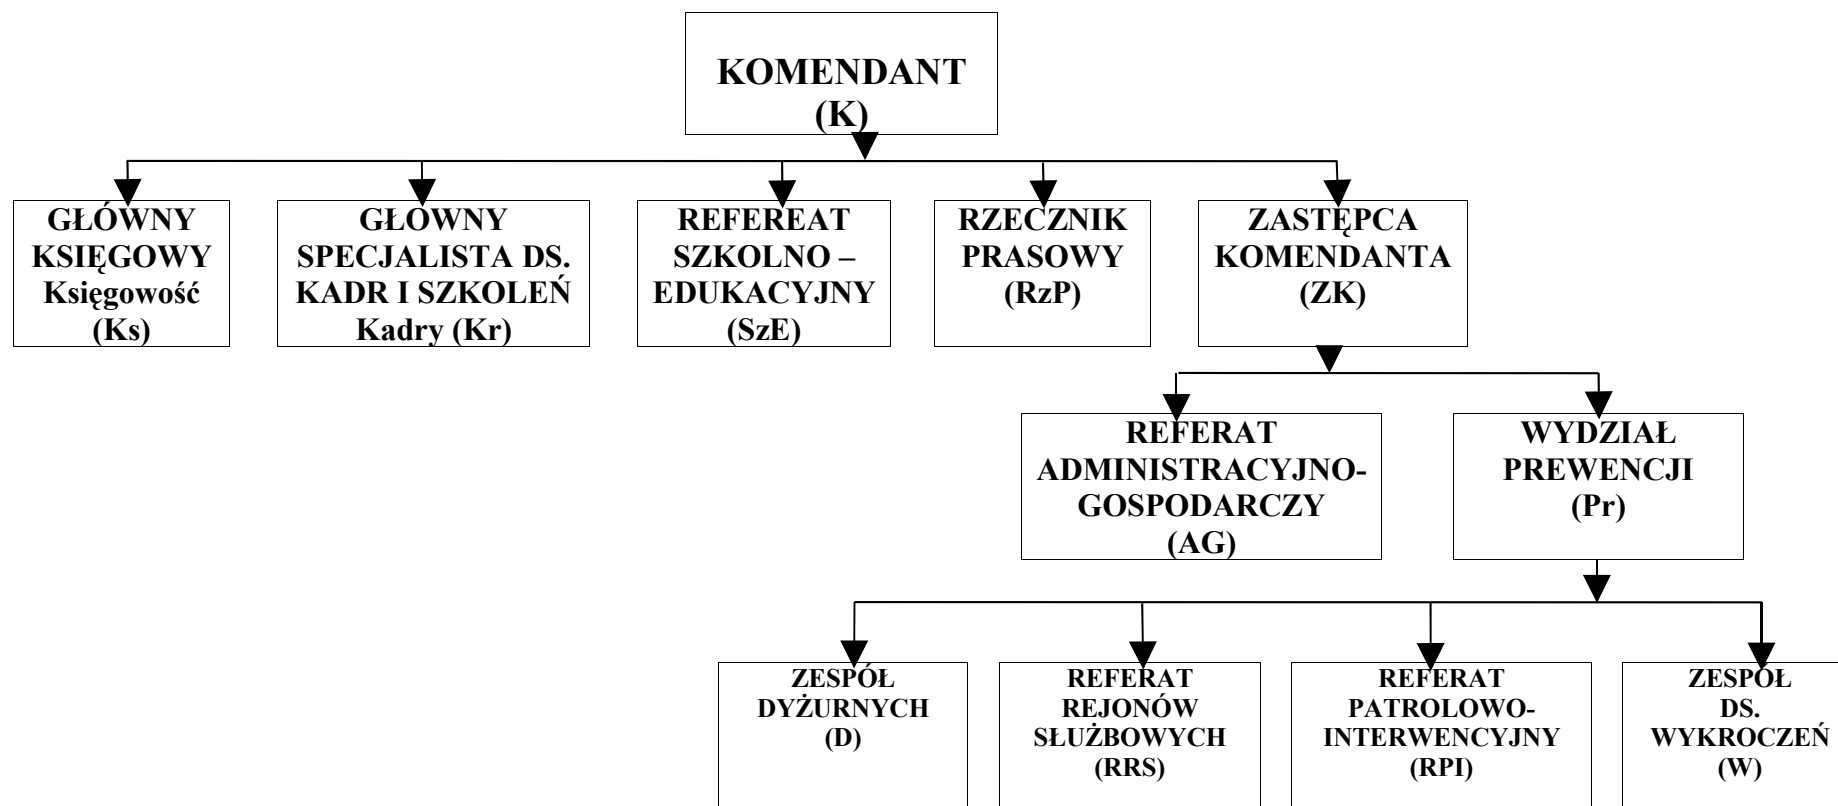 KOMENDANT
(K)
GŁÓWNY
KSIĘGOWY
Księgowość
(Ks)
GŁÓWNY
SPECJALISTA DS.
KADR I SZKOLEŃ
Kadry (Kr)
REFEREAT
SZKOLNO –
EDUKACYJNY
(SzE)
RZECZNIK
PRASOWY
(RzP)
ZASTĘPCA
KOMENDANTA
(ZK)
REFERAT
ADMINISTRACYJNO-
GOSPODARCZY
(AG)
WYDZIAŁ
PREWENCJI
(Pr)
ZESPÓŁ
DYŻURNYCH
(D)
REFERAT
REJONÓW
SŁUŻBOWYCH
(RRS)
REFERAT
PATROLOWO-
INTERWENCYJNY
(RPI)
ZESPÓŁ
DS.
WYKROCZEŃ
(W)